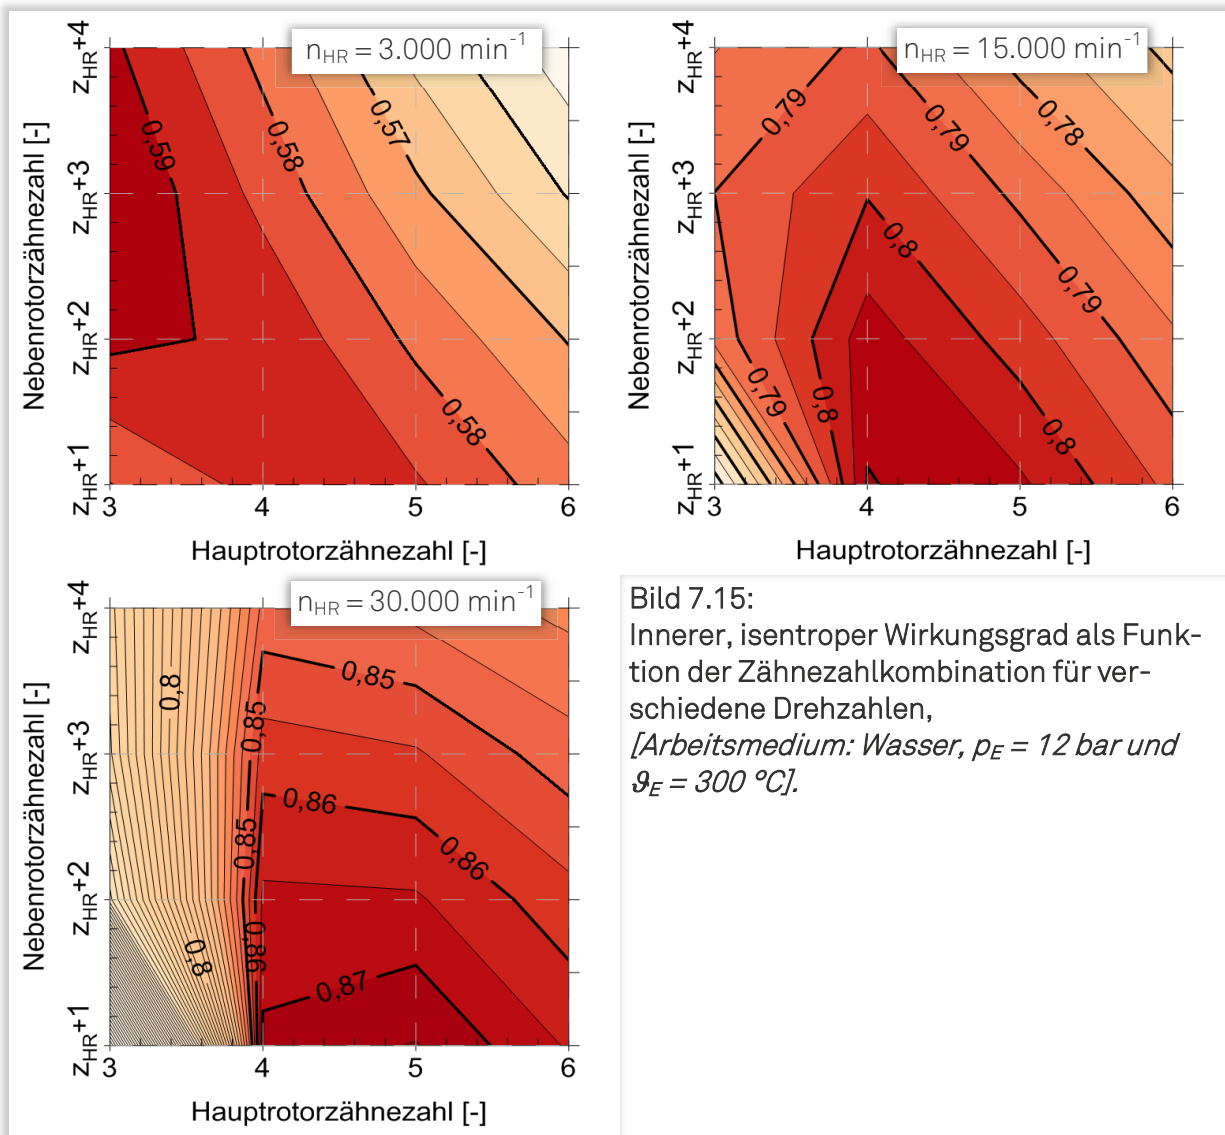 n_HR = 3.000 min^-1
Nebenrotorzähnezahl [-]
z_HR+4
z_HR+3
z_HR+2
z_HR+1
0,59
0,58
0,57
0,58
3 4 5 6
Hauptrotorzähnezahl [-]
n_HR = 15.000 min^-1
Nebenrotorzähnezahl [-]
z_HR+4
z_HR+3
z_HR+2
z_HR+1
0,79
0,79
0,78
0,8
0,79
0,79
0,8
0,8
3 4 5 6
Hauptrotorzähnezahl [-]
n_HR = 30.000 min^-1
Nebenrotorzähnezahl [-]
z_HR+4
z_HR+3
z_HR+2
z_HR+1
0,8
0,85
0,85
0,86
0,85
0,86
0,8
0,86
0,87
3 4 5 6
Hauptrotorzähnezahl [-]
Bild 7.15:
Innerer, isentroper Wirkungsgrad als Funk-
tion der Zähnezahlkombination für ver-
schiedene Drehzahlen,
[Arbeitsmedium: Wasser, p_E = 12 bar und
ϑ_E = 300 °C].